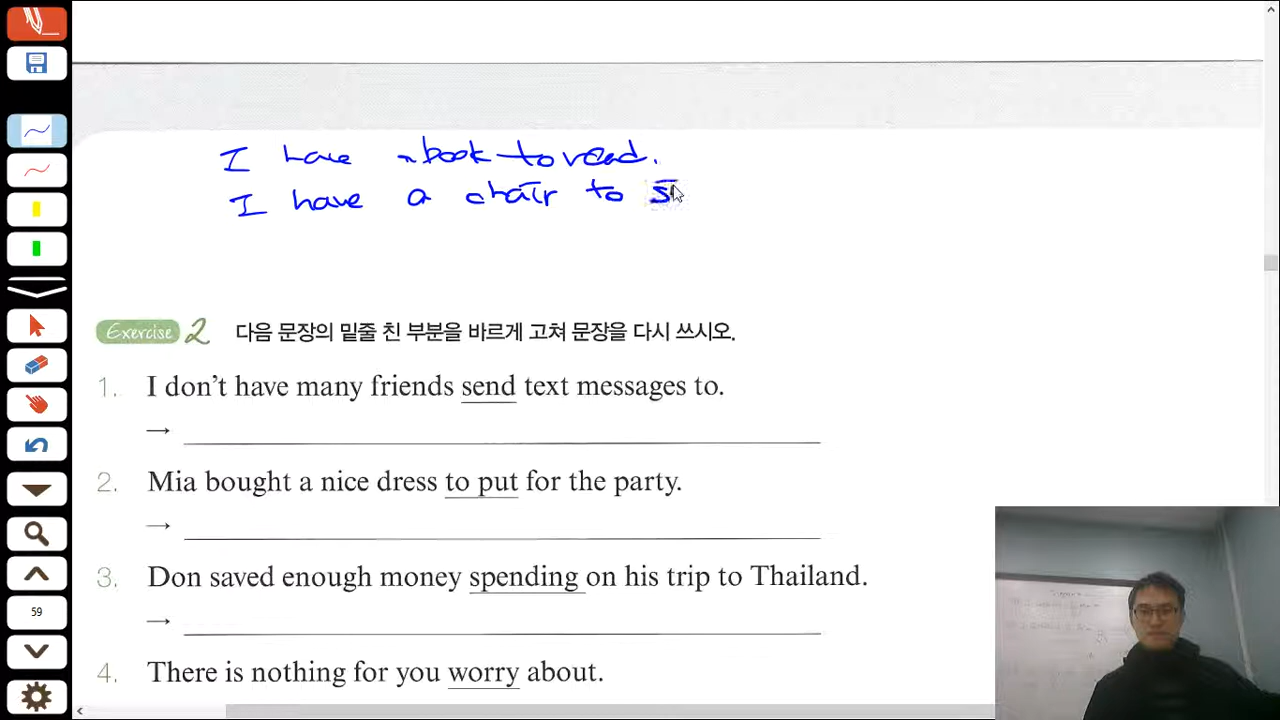 I have a book to read.
I have a chair to
Exercise 2 다음 문장의 밑줄 친 부분을 바르게 고쳐 문장을 다시 쓰시오.
1. I don't have many friends send text messages to.
→
2. Mia bought a nice dress to put for the party.
→
3. Don saved enough money spending on his trip to Thailand.
→
4. There is nothing for you worry about.
59